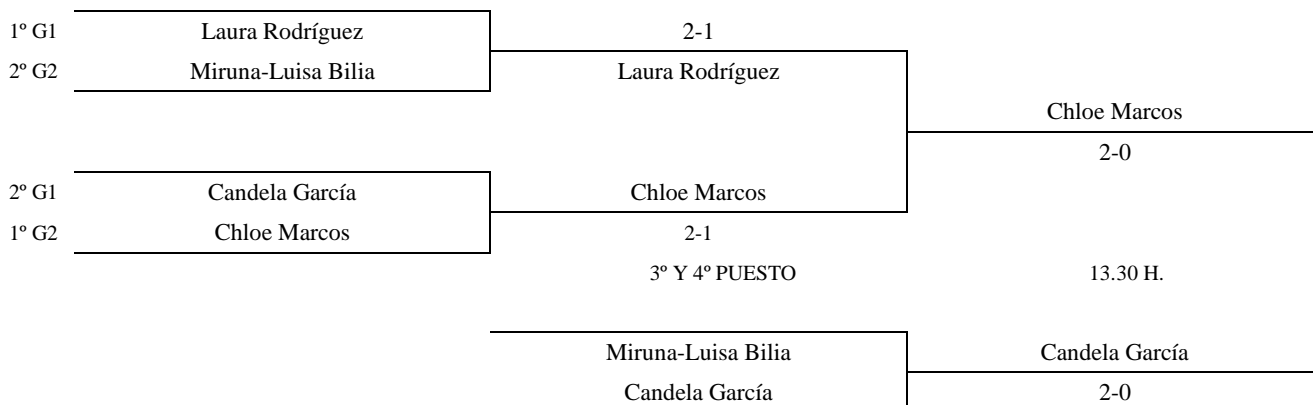 1º G1 Laura Rodríguez 2-1
2º G2 Miruna-Luisa Bilia Laura Rodríguez
Chloe Marcos
2-0
2º G1 Candela García Chloe Marcos
1º G2 Chloe Marcos 2-1
3º Y 4º PUESTO 13.30 H.
Miruna-Luisa Bilia Candela García
Candela García 2-0